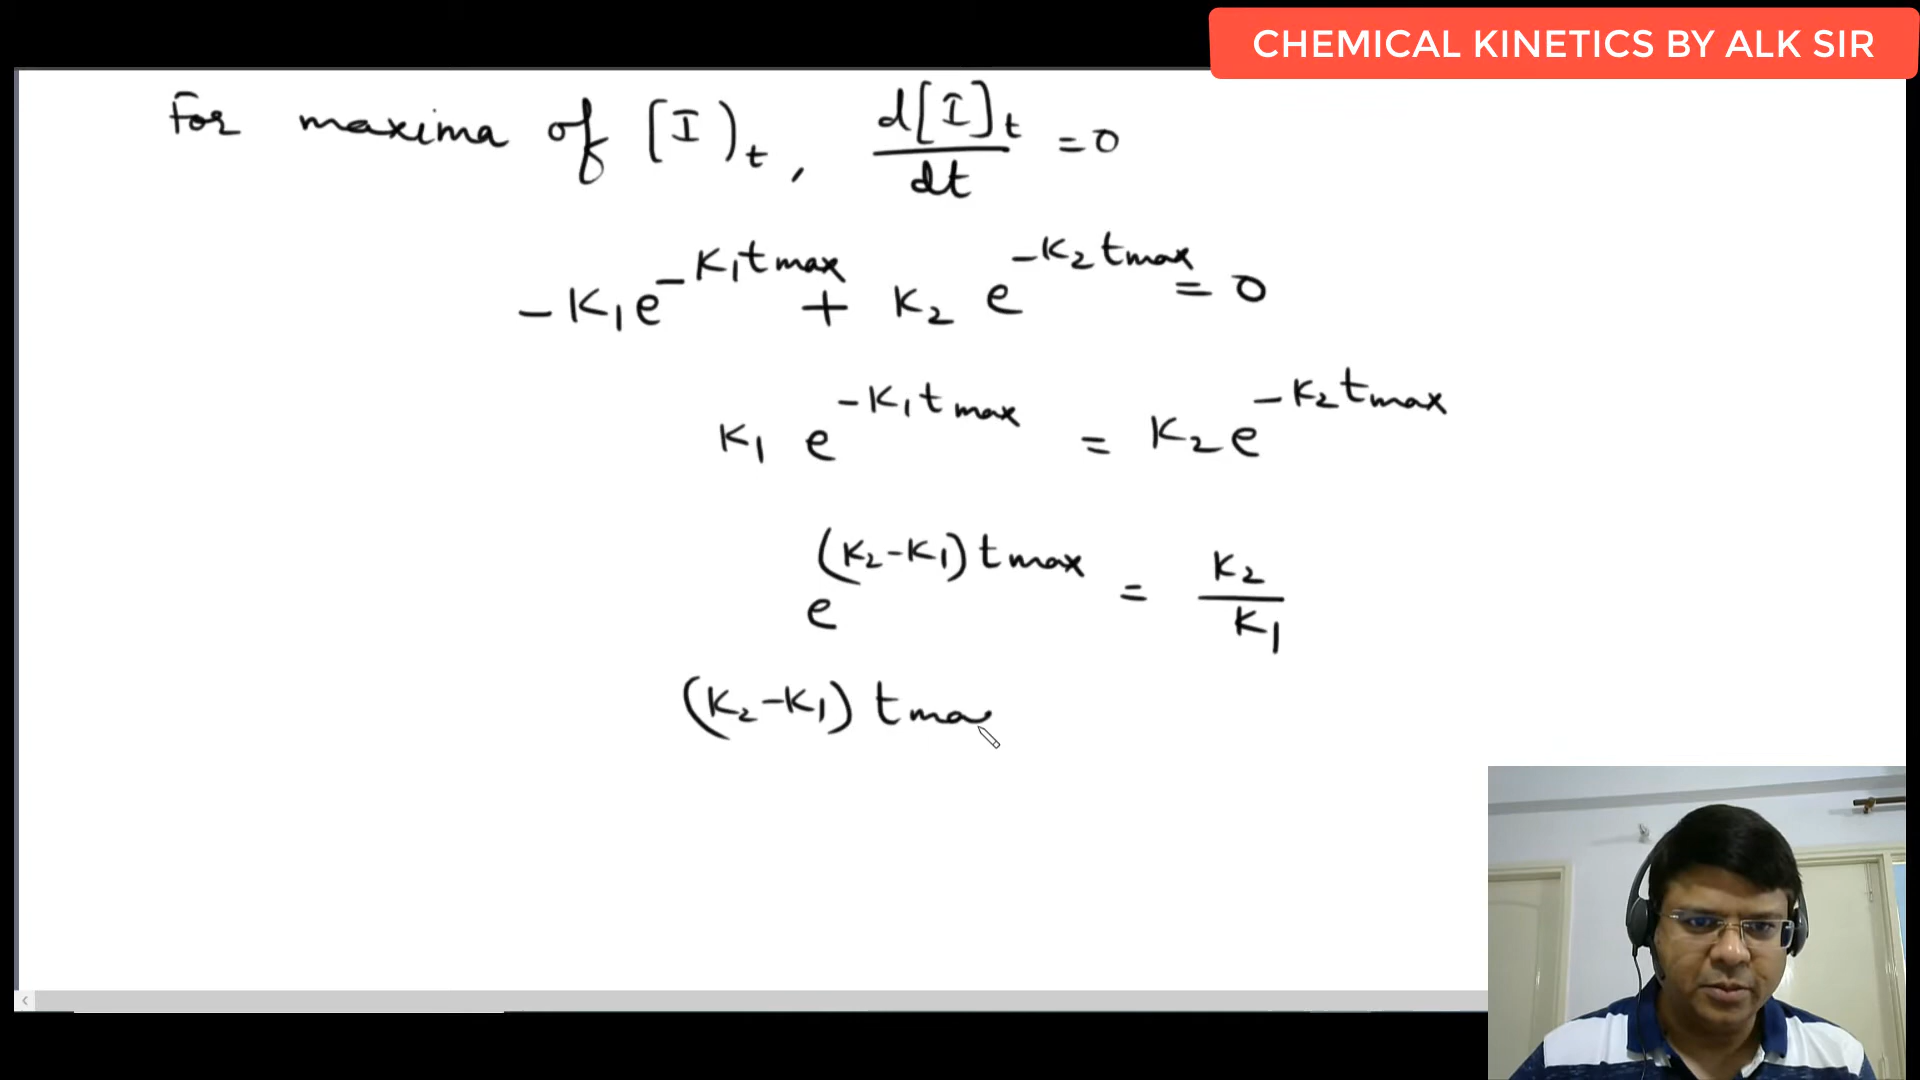 CHEMICAL KINETICS BY ALK SIR
For maxima of [I)t, d[I]t/dt =0
-K1e^-K1tmax + K2 e^-K2tmax = 0
K1 e^-K1tmax = K2e^-K2tmax
e^(K2-K1)tmax = K2/K1
(K2-K1) tma